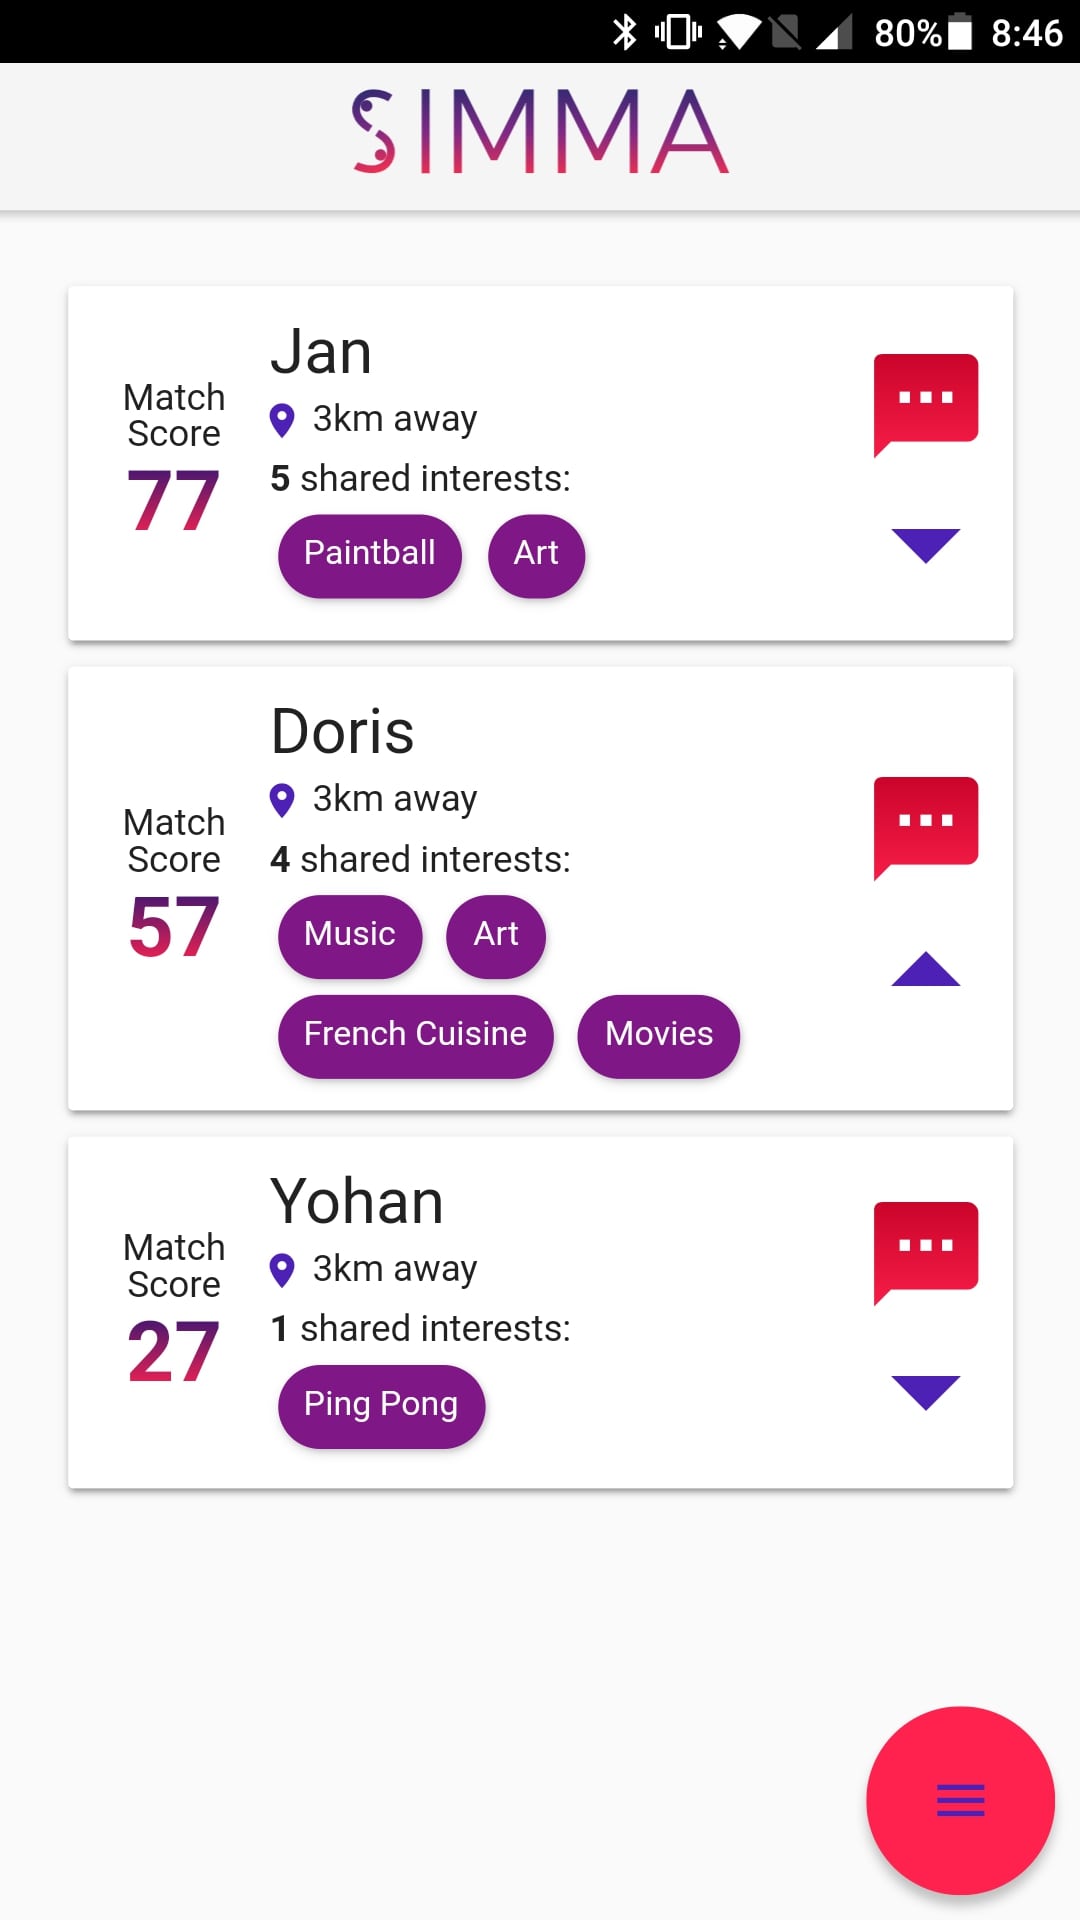 80% 8:46
SIMMA
Jan
Match
Score
77
3km away
5 shared interests:
Paintball Art
Doris
Match
Score
57
3km away
4 shared interests:
Music Art
French Cuisine Movies
Yohan
Match
Score
27
3km away
1 shared interests:
Ping Pong